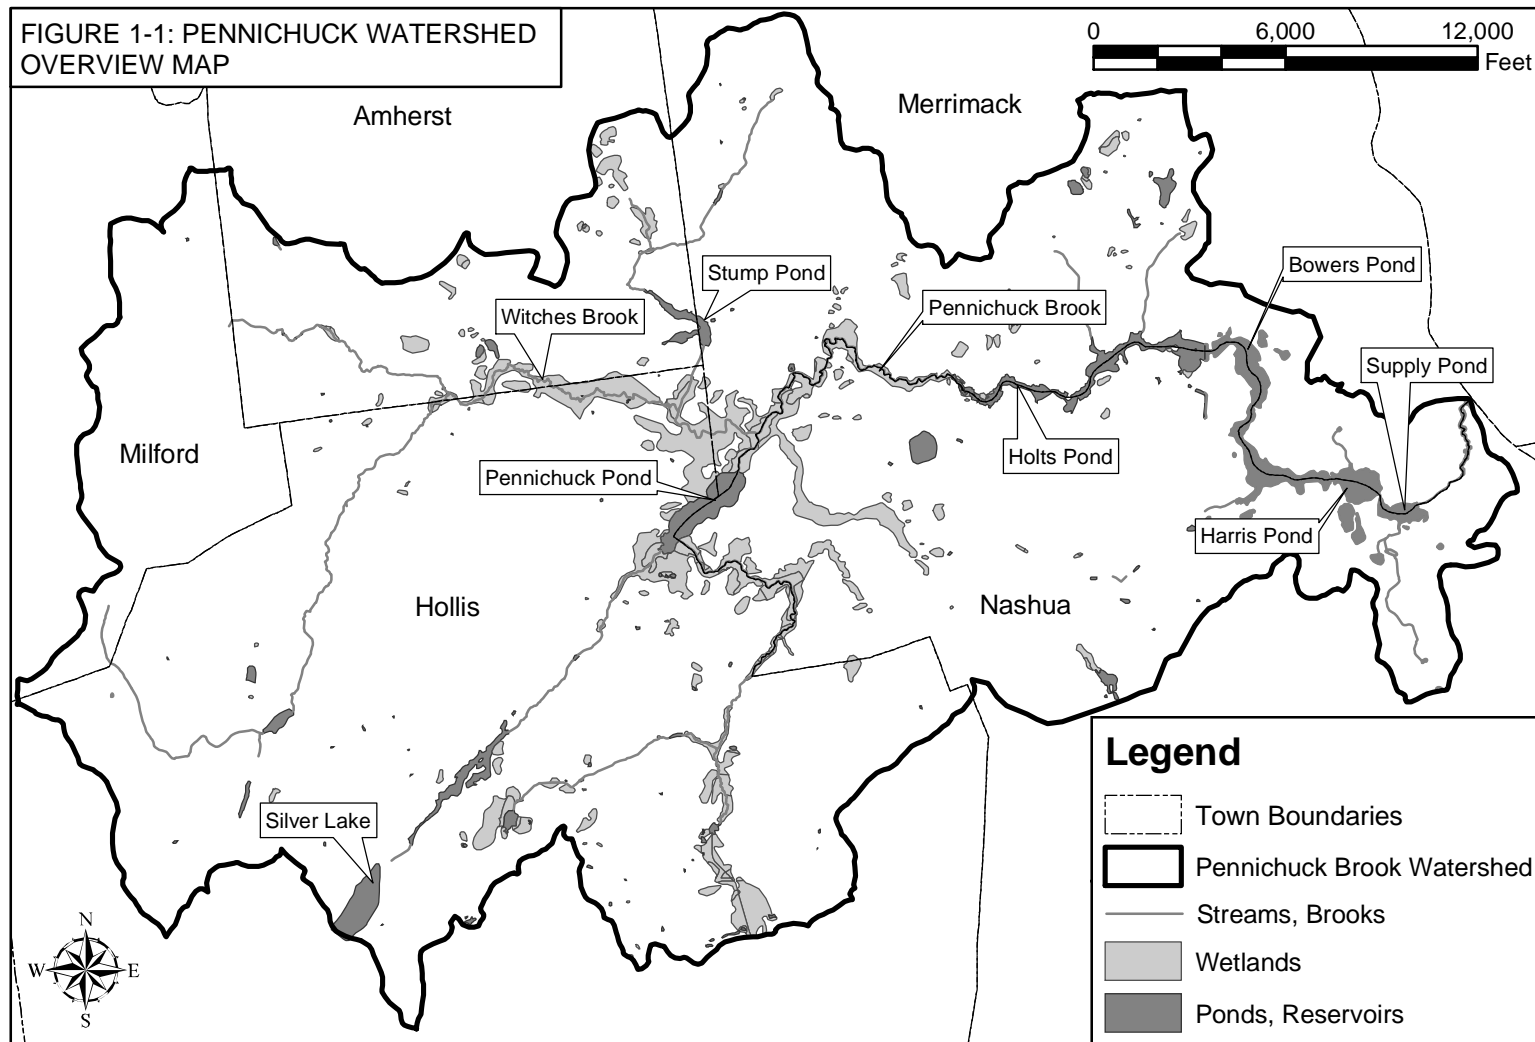 FIGURE 1-1: PENNICHUCK WATERSHED
OVERVIEW MAP
0 6,000 12,000
Feet
Amherst
Merrimack
Stump Pond
Bowers Pond
Witches Brook
Pennichuck Brook
Supply Pond
Milford
Pennichuck Pond
Holts Pond
Harris Pond
Hollis
Nashua
Silver Lake
N
W E
S
Legend
Town Boundaries
Pennichuck Brook Watershed
Streams, Brooks
Wetlands
Ponds, Reservoirs